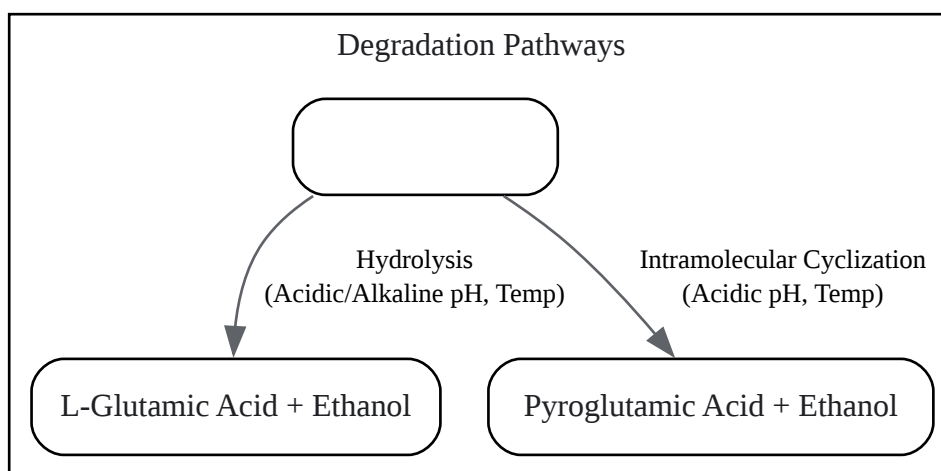 Degradation Pathways
Hydrolysis
(Acidic/Alkaline pH, Temp)
Intramolecular Cyclization
(Acidic pH, Temp)
L-Glutamic Acid + Ethanol
Pyroglutamic Acid + Ethanol